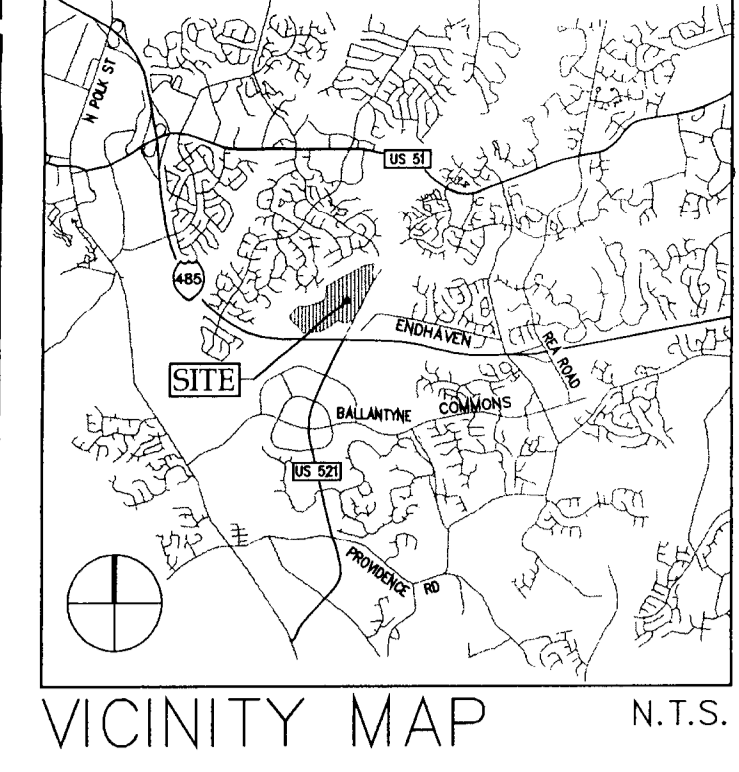 N POLK ST
US 51
485
ENDHAVEN
REA ROAD
SITE
BALLANTYNE COMMONS
US 521
PROVIDENCE RD
VICINITY MAP
N.T.S.